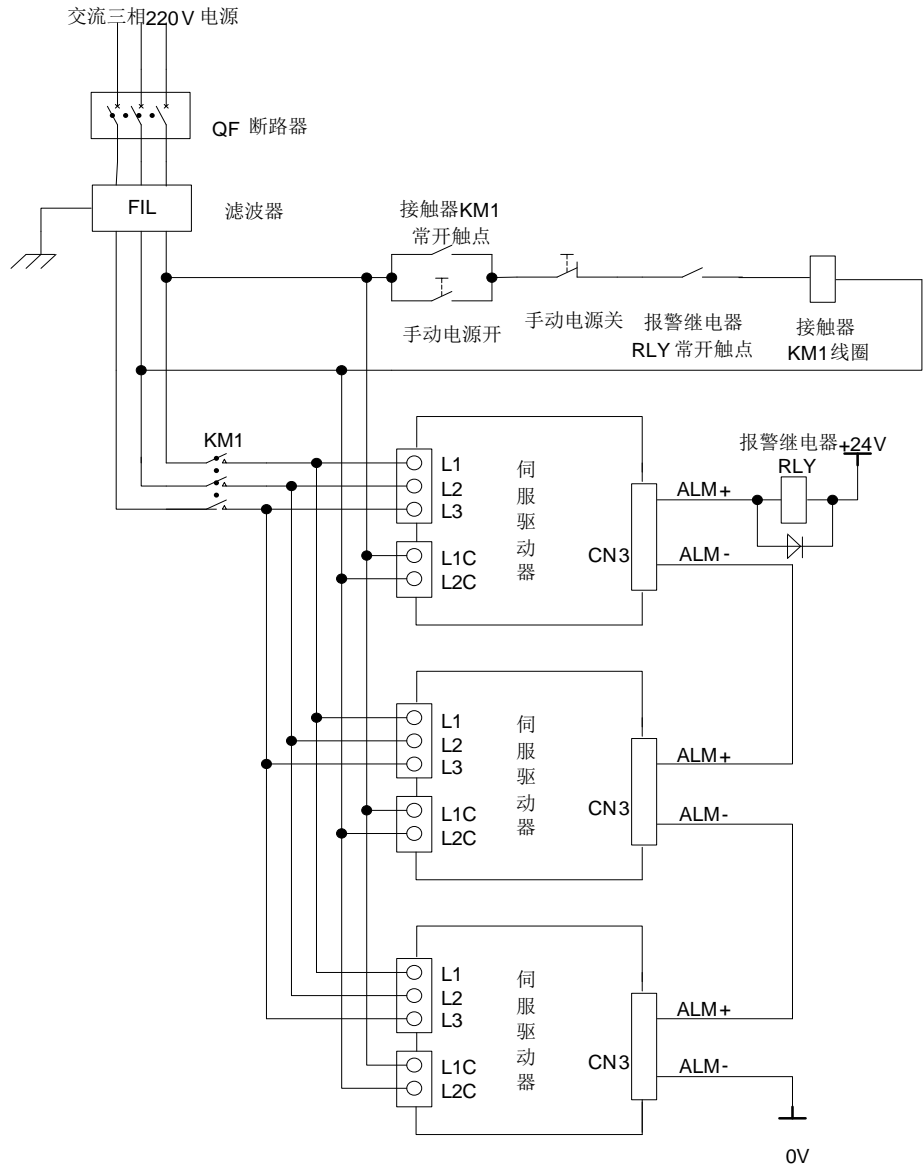 交流三相220V 电源
QF 断路器
FIL
滤波器
接触器KM1
常开触点
手动电源开
手动电源关
报警继电器
RLY 常开触点
接触器
KM1线圈
KM1
L1
L2
L3
L1C
L2C
伺服驱动器
CN3
ALM+
ALM-
报警继电器+24V
RLY
L1
L2
L3
L1C
L2C
伺服驱动器
CN3
ALM+
ALM-
L1
L2
L3
L1C
L2C
伺服驱动器
CN3
ALM+
ALM-
0V